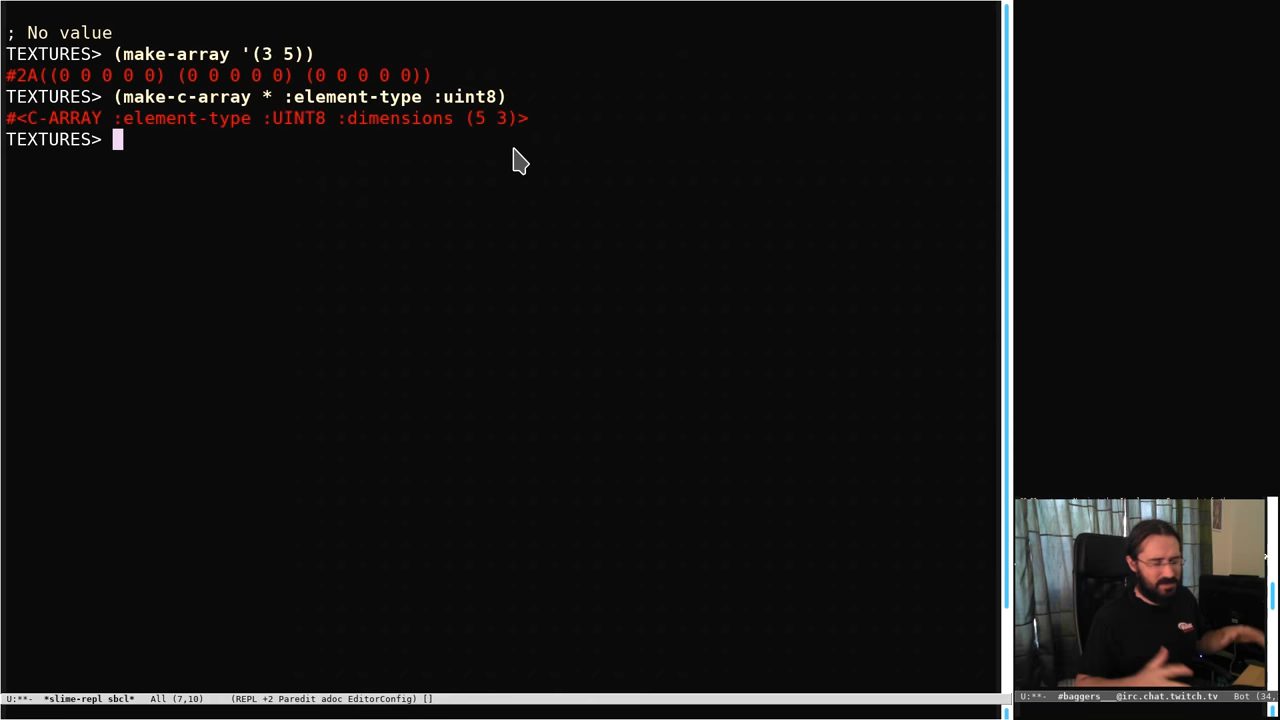 ; No value
TEXTURES> (make-array '(3 5))
#2A((0 0 0 0 0) (0 0 0 0 0) (0 0 0 0 0))
TEXTURES> (make-c-array * :element-type :uint8)
#<C-ARRAY :element-type :UINT8 :dimensions (5 3)>
TEXTURES>
U:**- *slime-repl sbcl* All (7,10) (REPL +2 Paredit adoc EditorConfig) []
U:**- #baggers___@irc.chat.twitch.tv Bot (34,